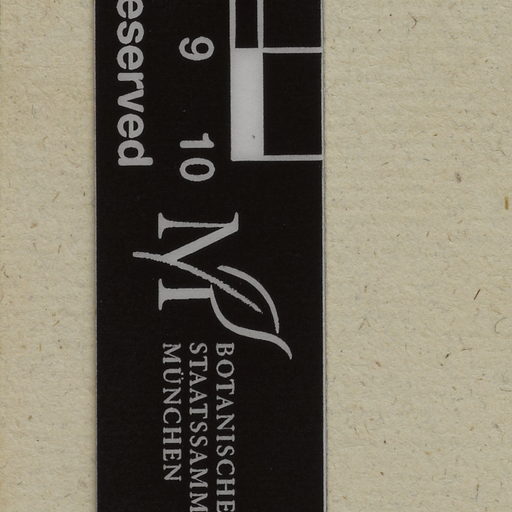 eserved
9 10
M
BOTANISCHE
STAATSSAMM
MÜNCHEN